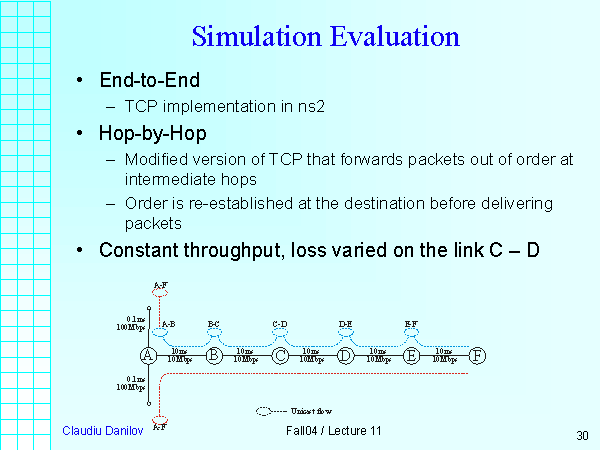 Simulation Evaluation
• End-to-End
– TCP implementation in ns2
• Hop-by-Hop
– Modified version of TCP that forwards packets out of order at
intermediate hops
– Order is re-established at the destination before delivering
packets
• Constant throughput, loss varied on the link C – D
A-F
0.1ms
100Mbps
A-B
B-C
C-D
D-E
E-F
A
10ms
10Mbps
B
10ms
10Mbps
C
10ms
10Mbps
D
10ms
10Mbps
E
10ms
10Mbps
F
0.1ms
100Mbps
A-F
Unicast flow
Claudiu Danilov
Fall04 / Lecture 11
30